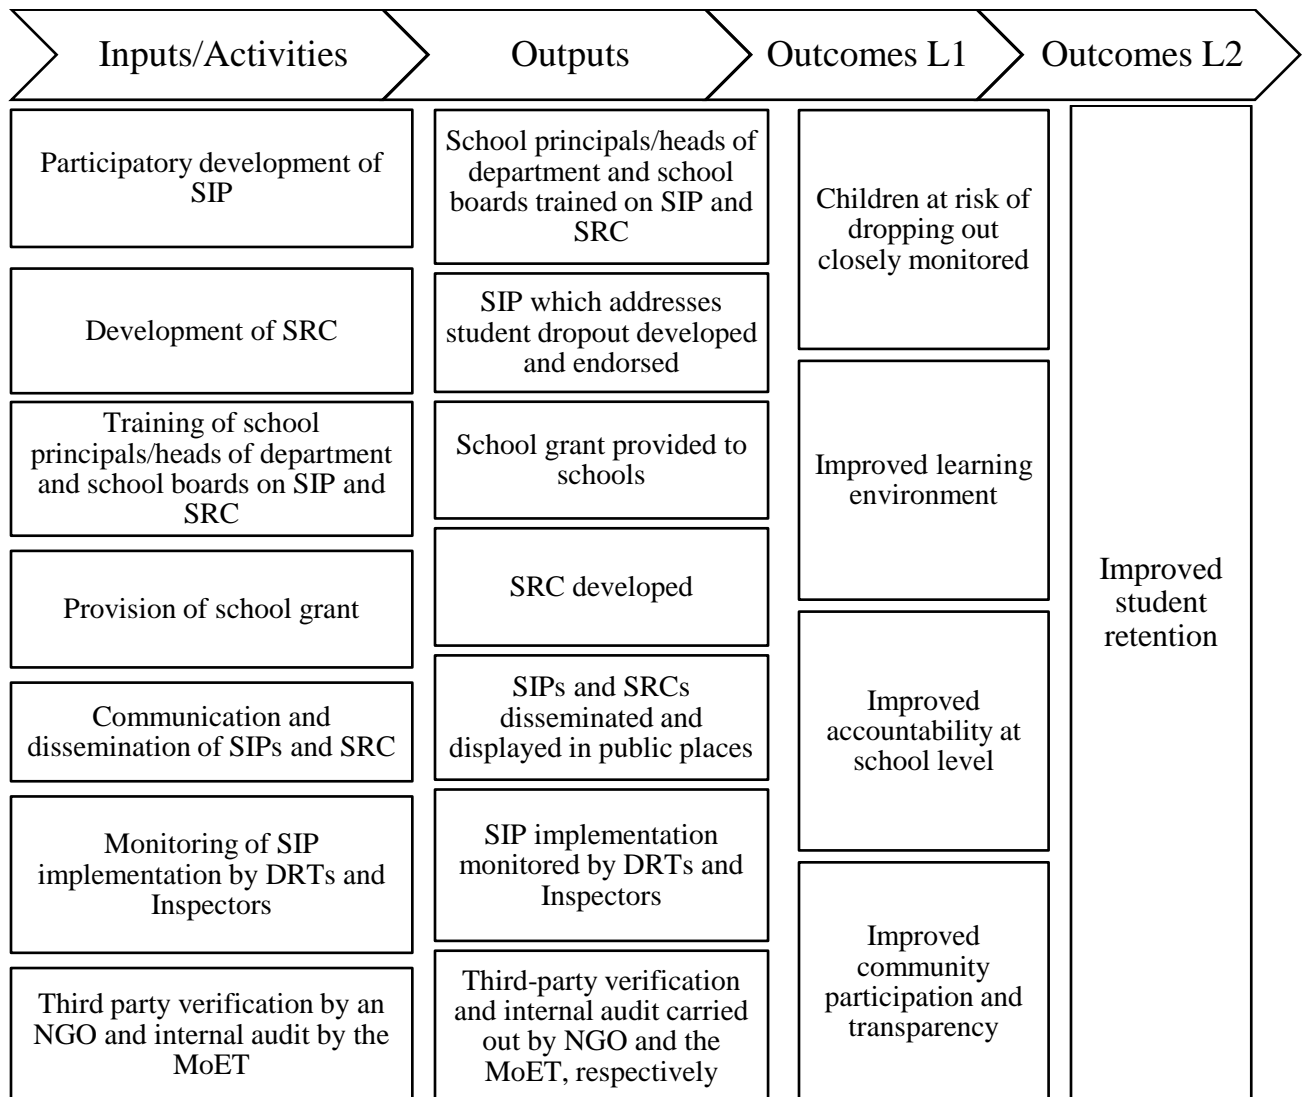 Inputs/Activities
Outputs
Outcomes L1
Outcomes L2
Participatory development of
SIP
Development of SRC
Training of school
principals/heads of department
and school boards on SIP and
SRC
Provision of school grant
Communication and
dissemination of SIPs and SRC
Monitoring of SIP
implementation by DRTs and
Inspectors
Third party verification by an
NGO and internal audit by the
MoET
School principals/heads of
department and school
boards trained on SIP and
SRC
SIP which addresses
student dropout developed
and endorsed
School grant provided to
schools
SRC developed
SIPs and SRCs
disseminated and
displayed in public places
SIP implementation
monitored by DRTs and
Inspectors
Third-party verification
and internal audit carried
out by NGO and the
MoET, respectively
Children at risk of
dropping out
closely monitored
Improved learning
environment
Improved
accountability at
school level
Improved
community
participation and
transparency
Improved
student
retention